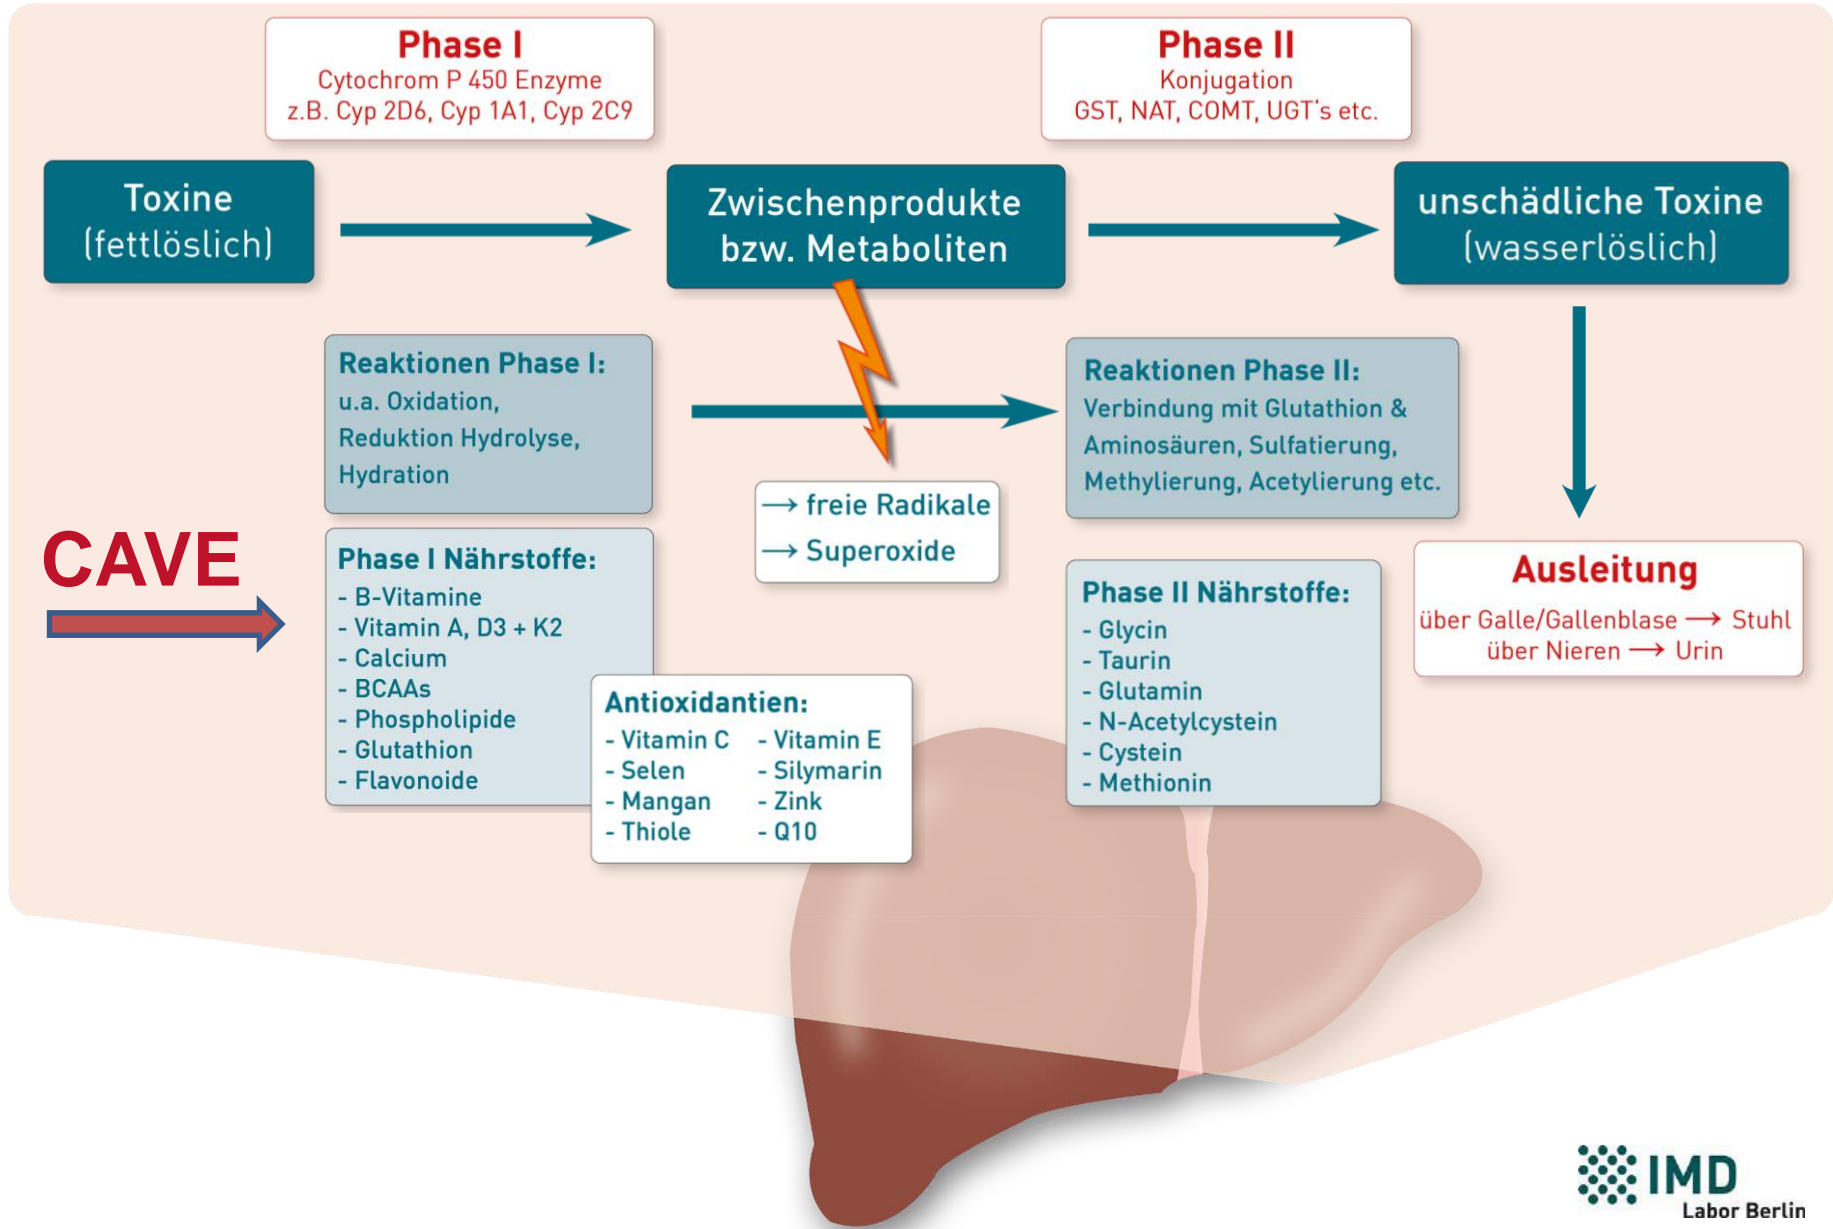 Phase I
Cytochrom P 450 Enzyme
z.B. Cyp 2D6, Cyp 1A1, Cyp 2C9
Phase II
Konjugation
GST, NAT, COMT, UGT's etc.
Toxine
(fettlöslich)
Zwischenprodukte
bzw. Metaboliten
unschädliche Toxine
(wasserlöslich)
Reaktionen Phase I:
u.a. Oxidation,
Reduktion Hydrolyse,
Hydration
→ freie Radikale
→ Superoxide
Reaktionen Phase II:
Verbindung mit Glutathion &
Aminosäuren, Sulfatierung,
Methylierung, Acetylierung etc.
CAVE
Phase I Nährstoffe:
- B-Vitamine
- Vitamin A, D3 + K2
- Calcium
- BCAAs
- Phospholipide
- Glutathion
- Flavonoide
Antioxidantien:
- Vitamin C - Vitamin E
- Selen - Silymarin
- Mangan - Zink
- Thiole - Q10
Phase II Nährstoffe:
- Glycin
- Taurin
- Glutamin
- N-Acetylcystein
- Cystein
- Methionin
Ausleitung
über Galle/Gallenblase → Stuhl
über Nieren → Urin
IMD
Labor Berlin